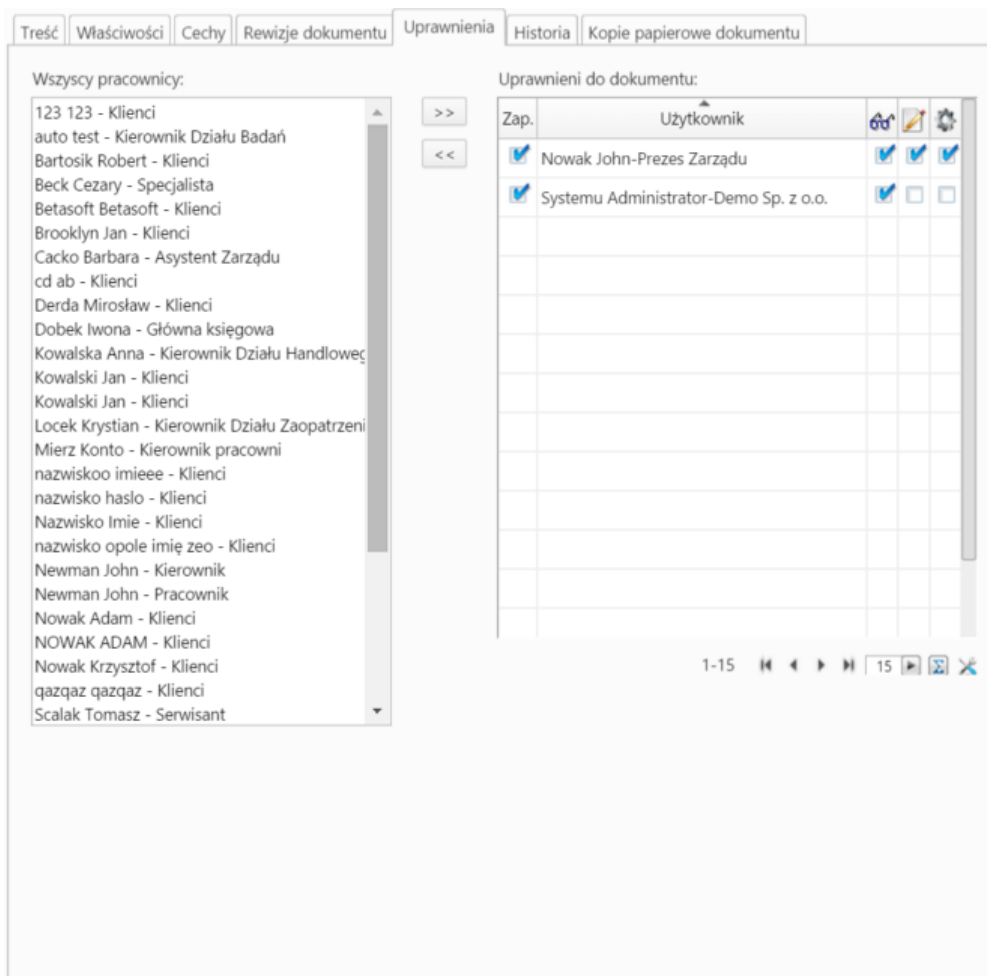 Treść Właściwości Cechy Rewizje dokumentu Uprawnienia Historia Kopie papierowe dokumentu
Wszyscy pracownicy:
123 123 - Klienci
auto test - Kierownik Działu Badań
Bartosik Robert - Klienci
Beck Cezary - Specjalista
Betasoft Betasoft - Klienci
Brooklyn Jan - Klienci
Cacko Barbara - Asystent Zarządu
cd ab - Klienci
Derda Mirosław - Klienci
Dobek Iwona - Główna księgowa
Kowalska Anna - Kierownik Działu Handloweg
Kowalski Jan - Klienci
Kowalski Jan - Klienci
Locek Krystian - Kierownik Działu Zaopatrzeni
Mierz Konto - Kierownik pracowni
nazwiskoo imieee - Klienci
nazwisko haslo - Klienci
Nazwisko Imie - Klienci
nazwisko opole imię zeo - Klienci
Newman John - Kierownik
Newman John - Pracownik
Nowak Adam - Klienci
NOWAK ADAM - Klienci
Nowak Krzysztof - Klienci
qazqaz qazqaz - Klienci
Scalak Tomasz - Serwisant
>>
<<
Uprawnieni do dokumentu:
Zap. Użytkownik
Nowak John-Prezes Zarządu
Systemu Administrator-Demo Sp. z o.o.
1-15 15 Σ